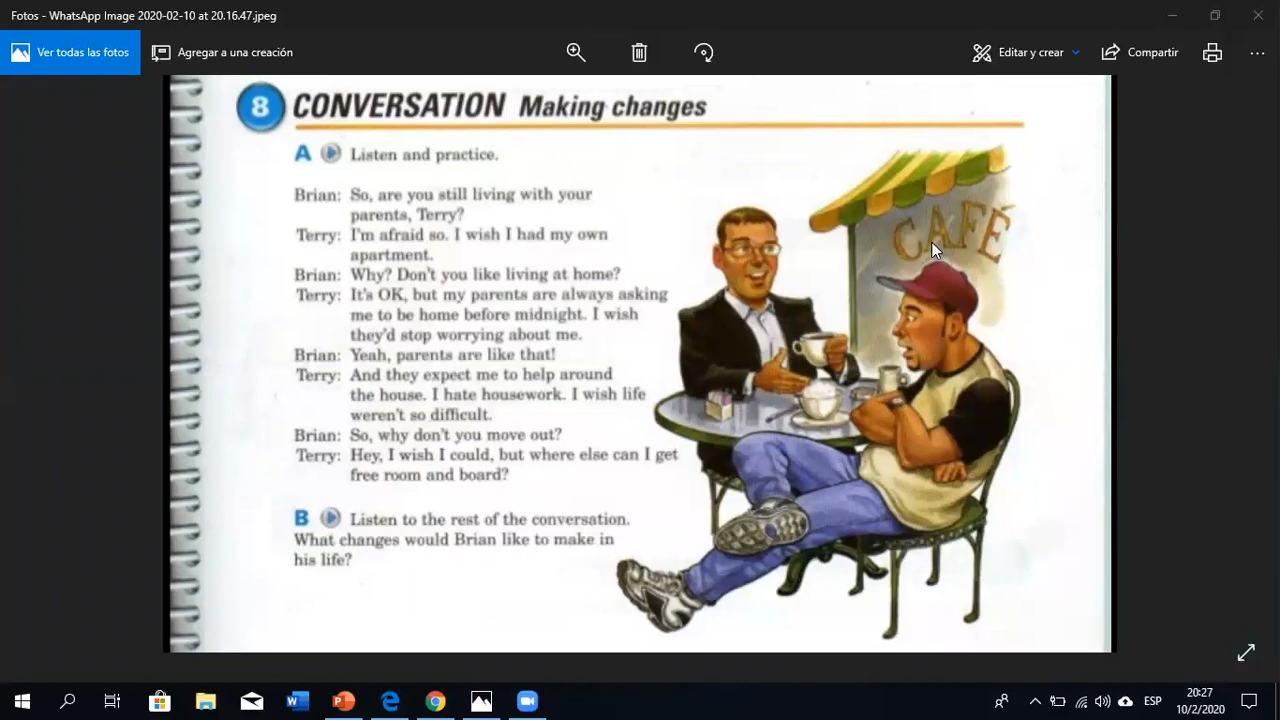 Fotos - WhatsApp Image 2020-02-10 at 20.16.47.jpeg
Ver todas las fotos
Agregar a una creación
Editar y crear
Compartir
8 CONVERSATION Making changes
A Listen and practice.
Brian: So, are you still living with your
parents, Terry?
Terry: I'm afraid so. I wish I had my own
apartment.
Brian: Why? Don't you like living at home?
Terry: It's OK, but my parents are always asking
me to be home before midnight. I wish
they'd stop worrying about me.
Brian: Yeah, parents are like that!
Terry: And they expect me to help around
the house. I hate housework. I wish life
weren't so difficult.
Brian: So, why don't you move out?
Terry: Hey, I wish I could, but where else can I get
free room and board?
CAFÉ
B Listen to the rest of the conversation.
What changes would Brian like to make in
his life?
ESP
20:27
10/2/2020